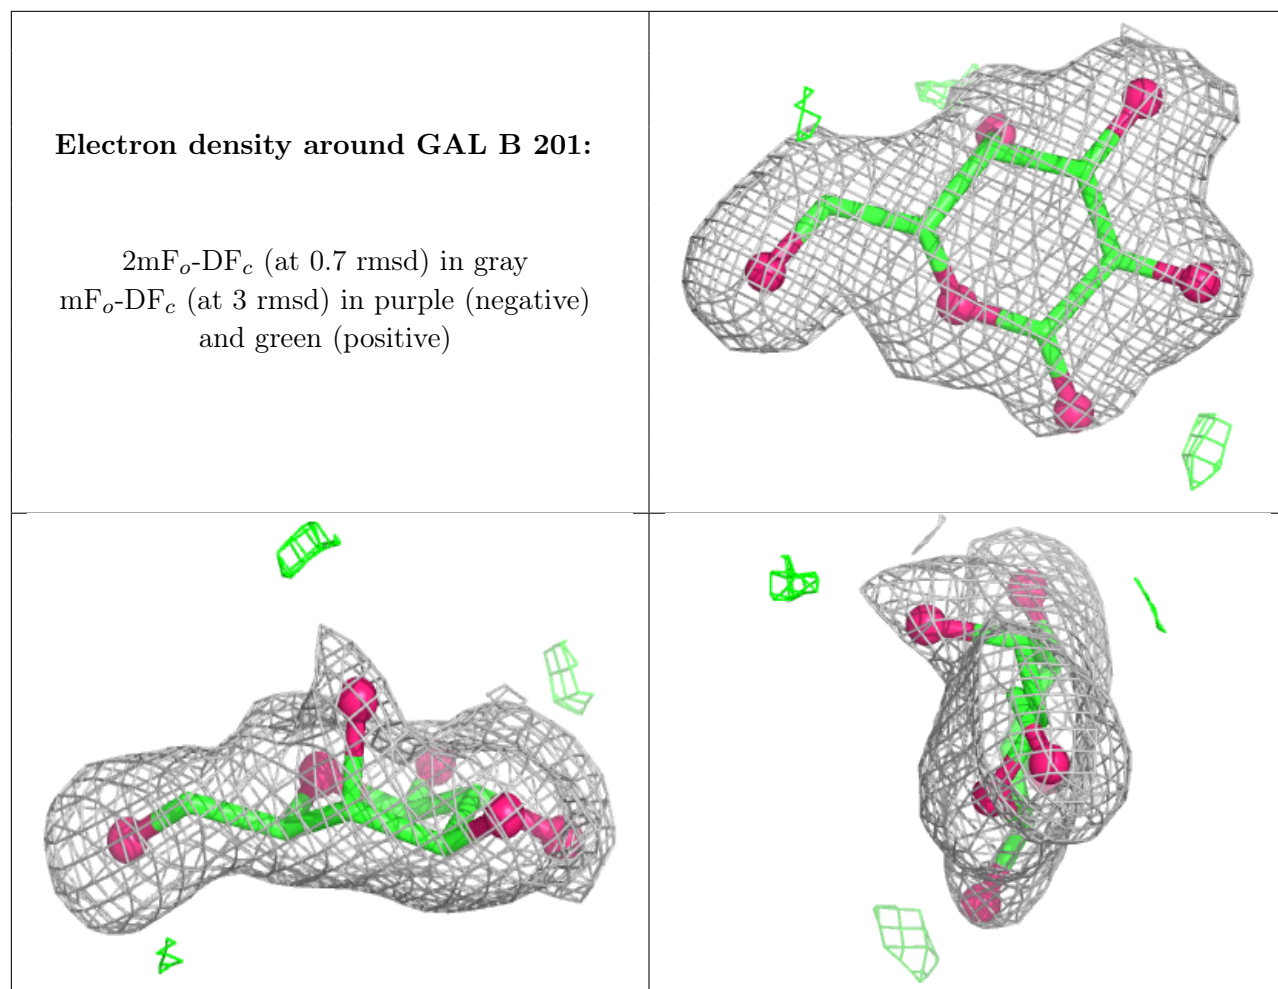 Electron density around GAL B 201:
2mFo-DFc (at 0.7 rmsd) in gray
mFo-DFc (at 3 rmsd) in purple (negative)
and green (positive)